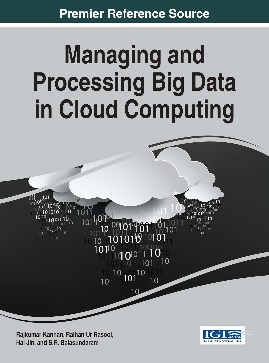 Premier Reference Source
Managing and
Processing Big Data
in Cloud Computing
Rajkumar Kannan, Raihan Ur Rasool,
Hai Jin, and S.R. Balasundaram
IGI